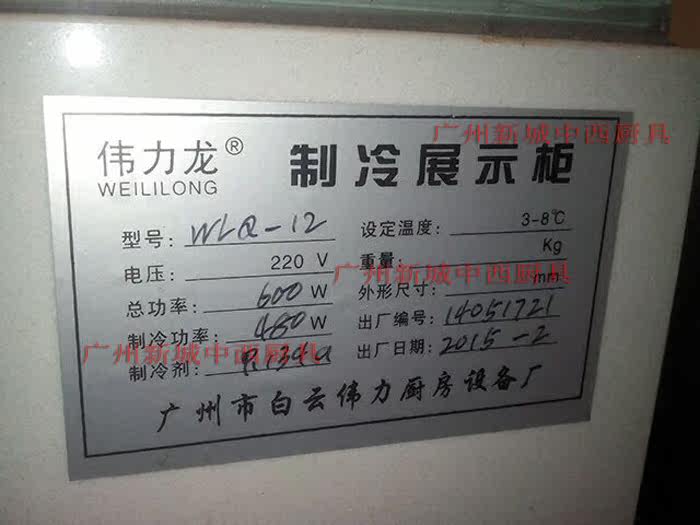 广州新城中西厨具
伟力龙®
WEILILONG
制冷展示柜
型号: WLQ-12
设定温度: 3-8℃
电压: 220 V
重量: Kg
广州新城中西厨具
总功率: 600 W
外形尺寸: mm
制冷功率: 480 W
出厂编号: 14051721
广州新城中西厨具
制冷剂: R134a
出厂日期: 2015-2
广州市白云伟力厨房设备厂